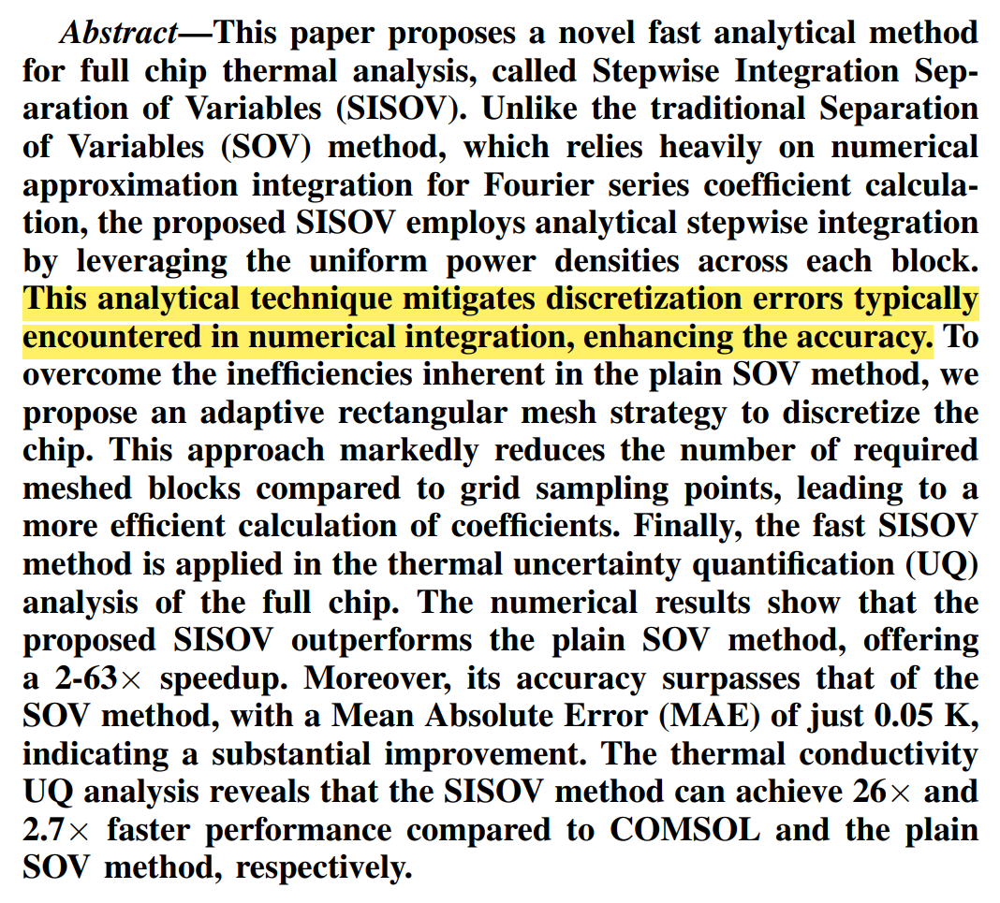 Abstract—This paper proposes a novel fast analytical method
for full chip thermal analysis, called Stepwise Integration Sep-
aration of Variables (SISOV). Unlike the traditional Separation
of Variables (SOV) method, which relies heavily on numerical
approximation integration for Fourier series coefficient calcula-
tion, the proposed SISOV employs analytical stepwise integration
by leveraging the uniform power densities across each block.
This analytical technique mitigates discretization errors typically
encountered in numerical integration, enhancing the accuracy. To
overcome the inefficiencies inherent in the plain SOV method, we
propose an adaptive rectangular mesh strategy to discretize the
chip. This approach markedly reduces the number of required
meshed blocks compared to grid sampling points, leading to a
more efficient calculation of coefficients. Finally, the fast SISOV
method is applied in the thermal uncertainty quantification (UQ)
analysis of the full chip. The numerical results show that the
proposed SISOV outperforms the plain SOV method, offering
a 2-63× speedup. Moreover, its accuracy surpasses that of the
SOV method, with a Mean Absolute Error (MAE) of just 0.05 K,
indicating a substantial improvement. The thermal conductivity
UQ analysis reveals that the SISOV method can achieve 26× and
2.7× faster performance compared to COMSOL and the plain
SOV method, respectively.